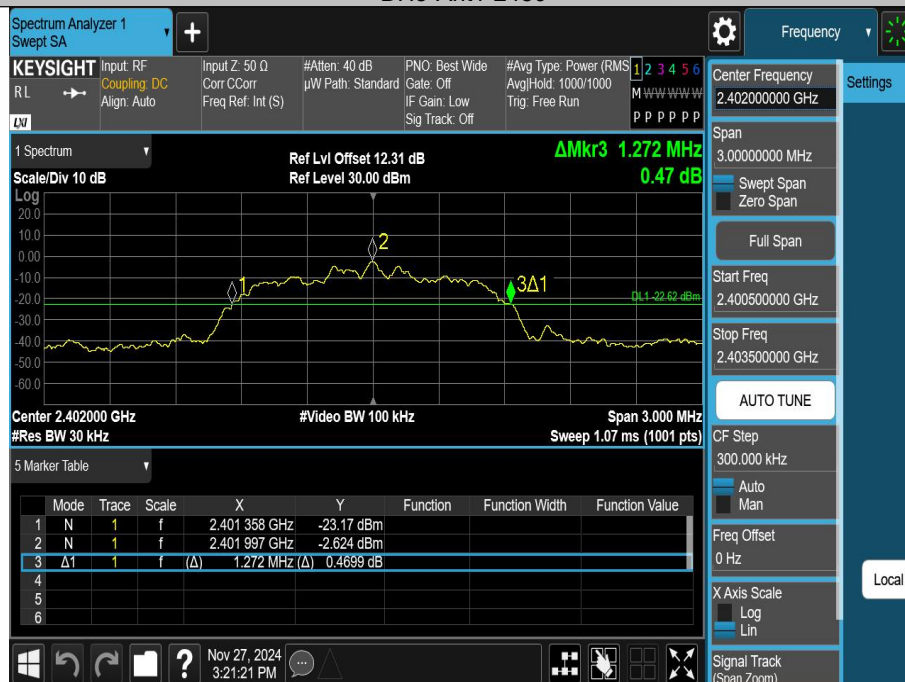 Spectrum Analyzer 1
Swept SA
+
Frequency
KEYSIGHT
RL
LXI
Input: RF
Coupling: DC
Align: Auto
Input Z: 50 Ω
Corr CCorr
Freq Ref: Int (S)
#Atten: 40 dB
µW Path: Standard
PNO: Best Wide
Gate: Off
IF Gain: Low
Sig Track: Off
#Avg Type: Power (RMS
Avg|Hold: 1000/1000
Trig: Free Run
1 2 3 4 5 6
M W W W W W
P P P P P P
1 Spectrum
Scale/Div 10 dB
Ref Lvl Offset 12.31 dB
Ref Level 30.00 dBm
ΔMkr3 1.272 MHz
0.47 dB
Log
20.0
10.0
0.00
-10.0
-20.0
-30.0
-40.0
-50.0
-60.0
1
2
3Δ1
DL1 -22.62 dBm
Center 2.402000 GHz
#Res BW 30 kHz
#Video BW 100 kHz
Span 3.000 MHz
Sweep 1.07 ms (1001 pts)
5 Marker Table
Mode Trace Scale X Y Function Function Width Function Value
1 N 1 f 2.401 358 GHz -23.17 dBm
2 N 1 f 2.401 997 GHz -2.624 dBm
3 Δ1 1 f (Δ) 1.272 MHz (Δ) 0.4699 dB
4
5
6
?
Nov 27, 2024
3:21:21 PM
Center Frequency
2.402000000 GHz
Span
3.00000000 MHz
Swept Span
Zero Span
Full Span
Start Freq
2.400500000 GHz
Stop Freq
2.403500000 GHz
AUTO TUNE
CF Step
300.000 kHz
Auto
Man
Freq Offset
0 Hz
X Axis Scale
Log
Lin
Signal Track
(Span Zoom)
Settings
Local